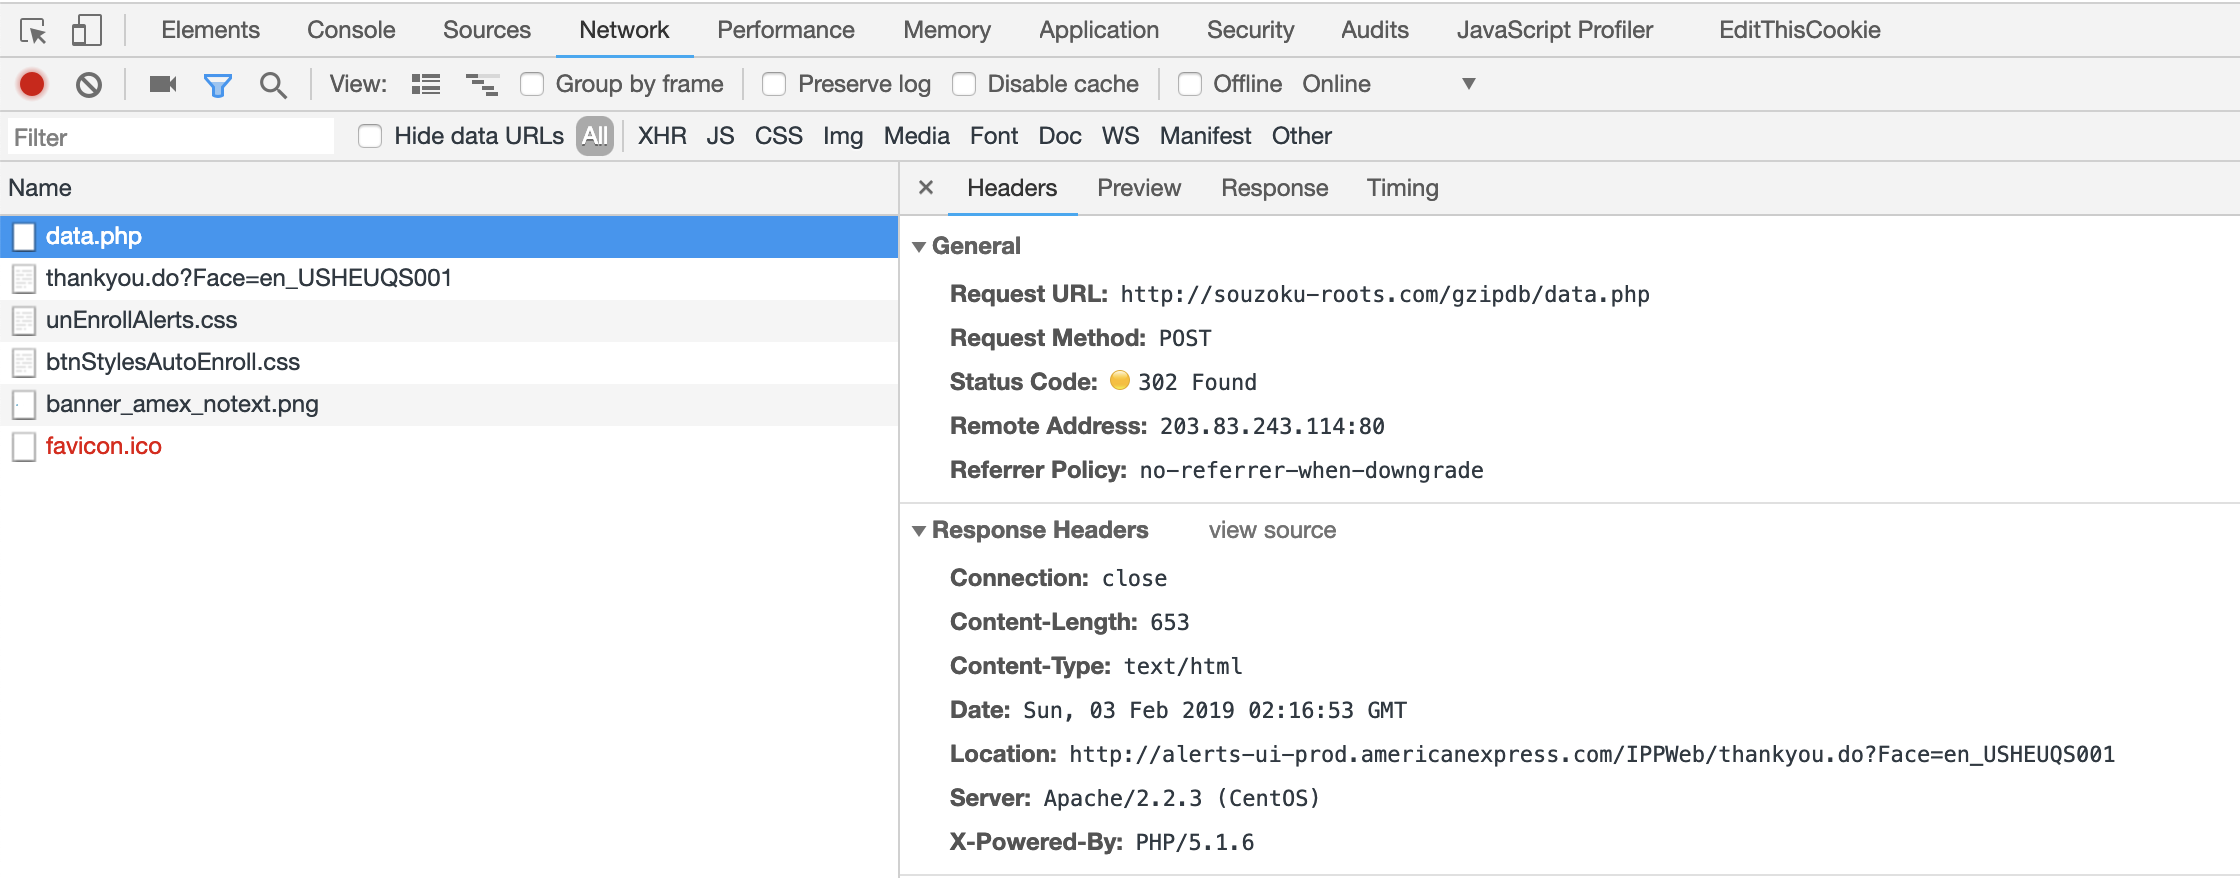 Elements Console Sources Network Performance Memory Application Security Audits JavaScript Profiler EditThisCookie
View: Group by frame Preserve log Disable cache Offline Online
Filter Hide data URLs All XHR JS CSS Img Media Font Doc WS Manifest Other
Name
data.php
thankyou.do?Face=en_USHEUQS001
unEnrollAlerts.css
btnStylesAutoEnroll.css
banner_amex_notext.png
favicon.ico
× Headers Preview Response Timing
General
Request URL: http://souzoku-roots.com/gzipdb/data.php
Request Method: POST
Status Code: 302 Found
Remote Address: 203.83.243.114:80
Referrer Policy: no-referrer-when-downgrade
Response Headers view source
Connection: close
Content-Length: 653
Content-Type: text/html
Date: Sun, 03 Feb 2019 02:16:53 GMT
Location: http://alerts-ui-prod.americanexpress.com/IPPWeb/thankyou.do?Face=en_USHEUQS001
Server: Apache/2.2.3 (CentOS)
X-Powered-By: PHP/5.1.6